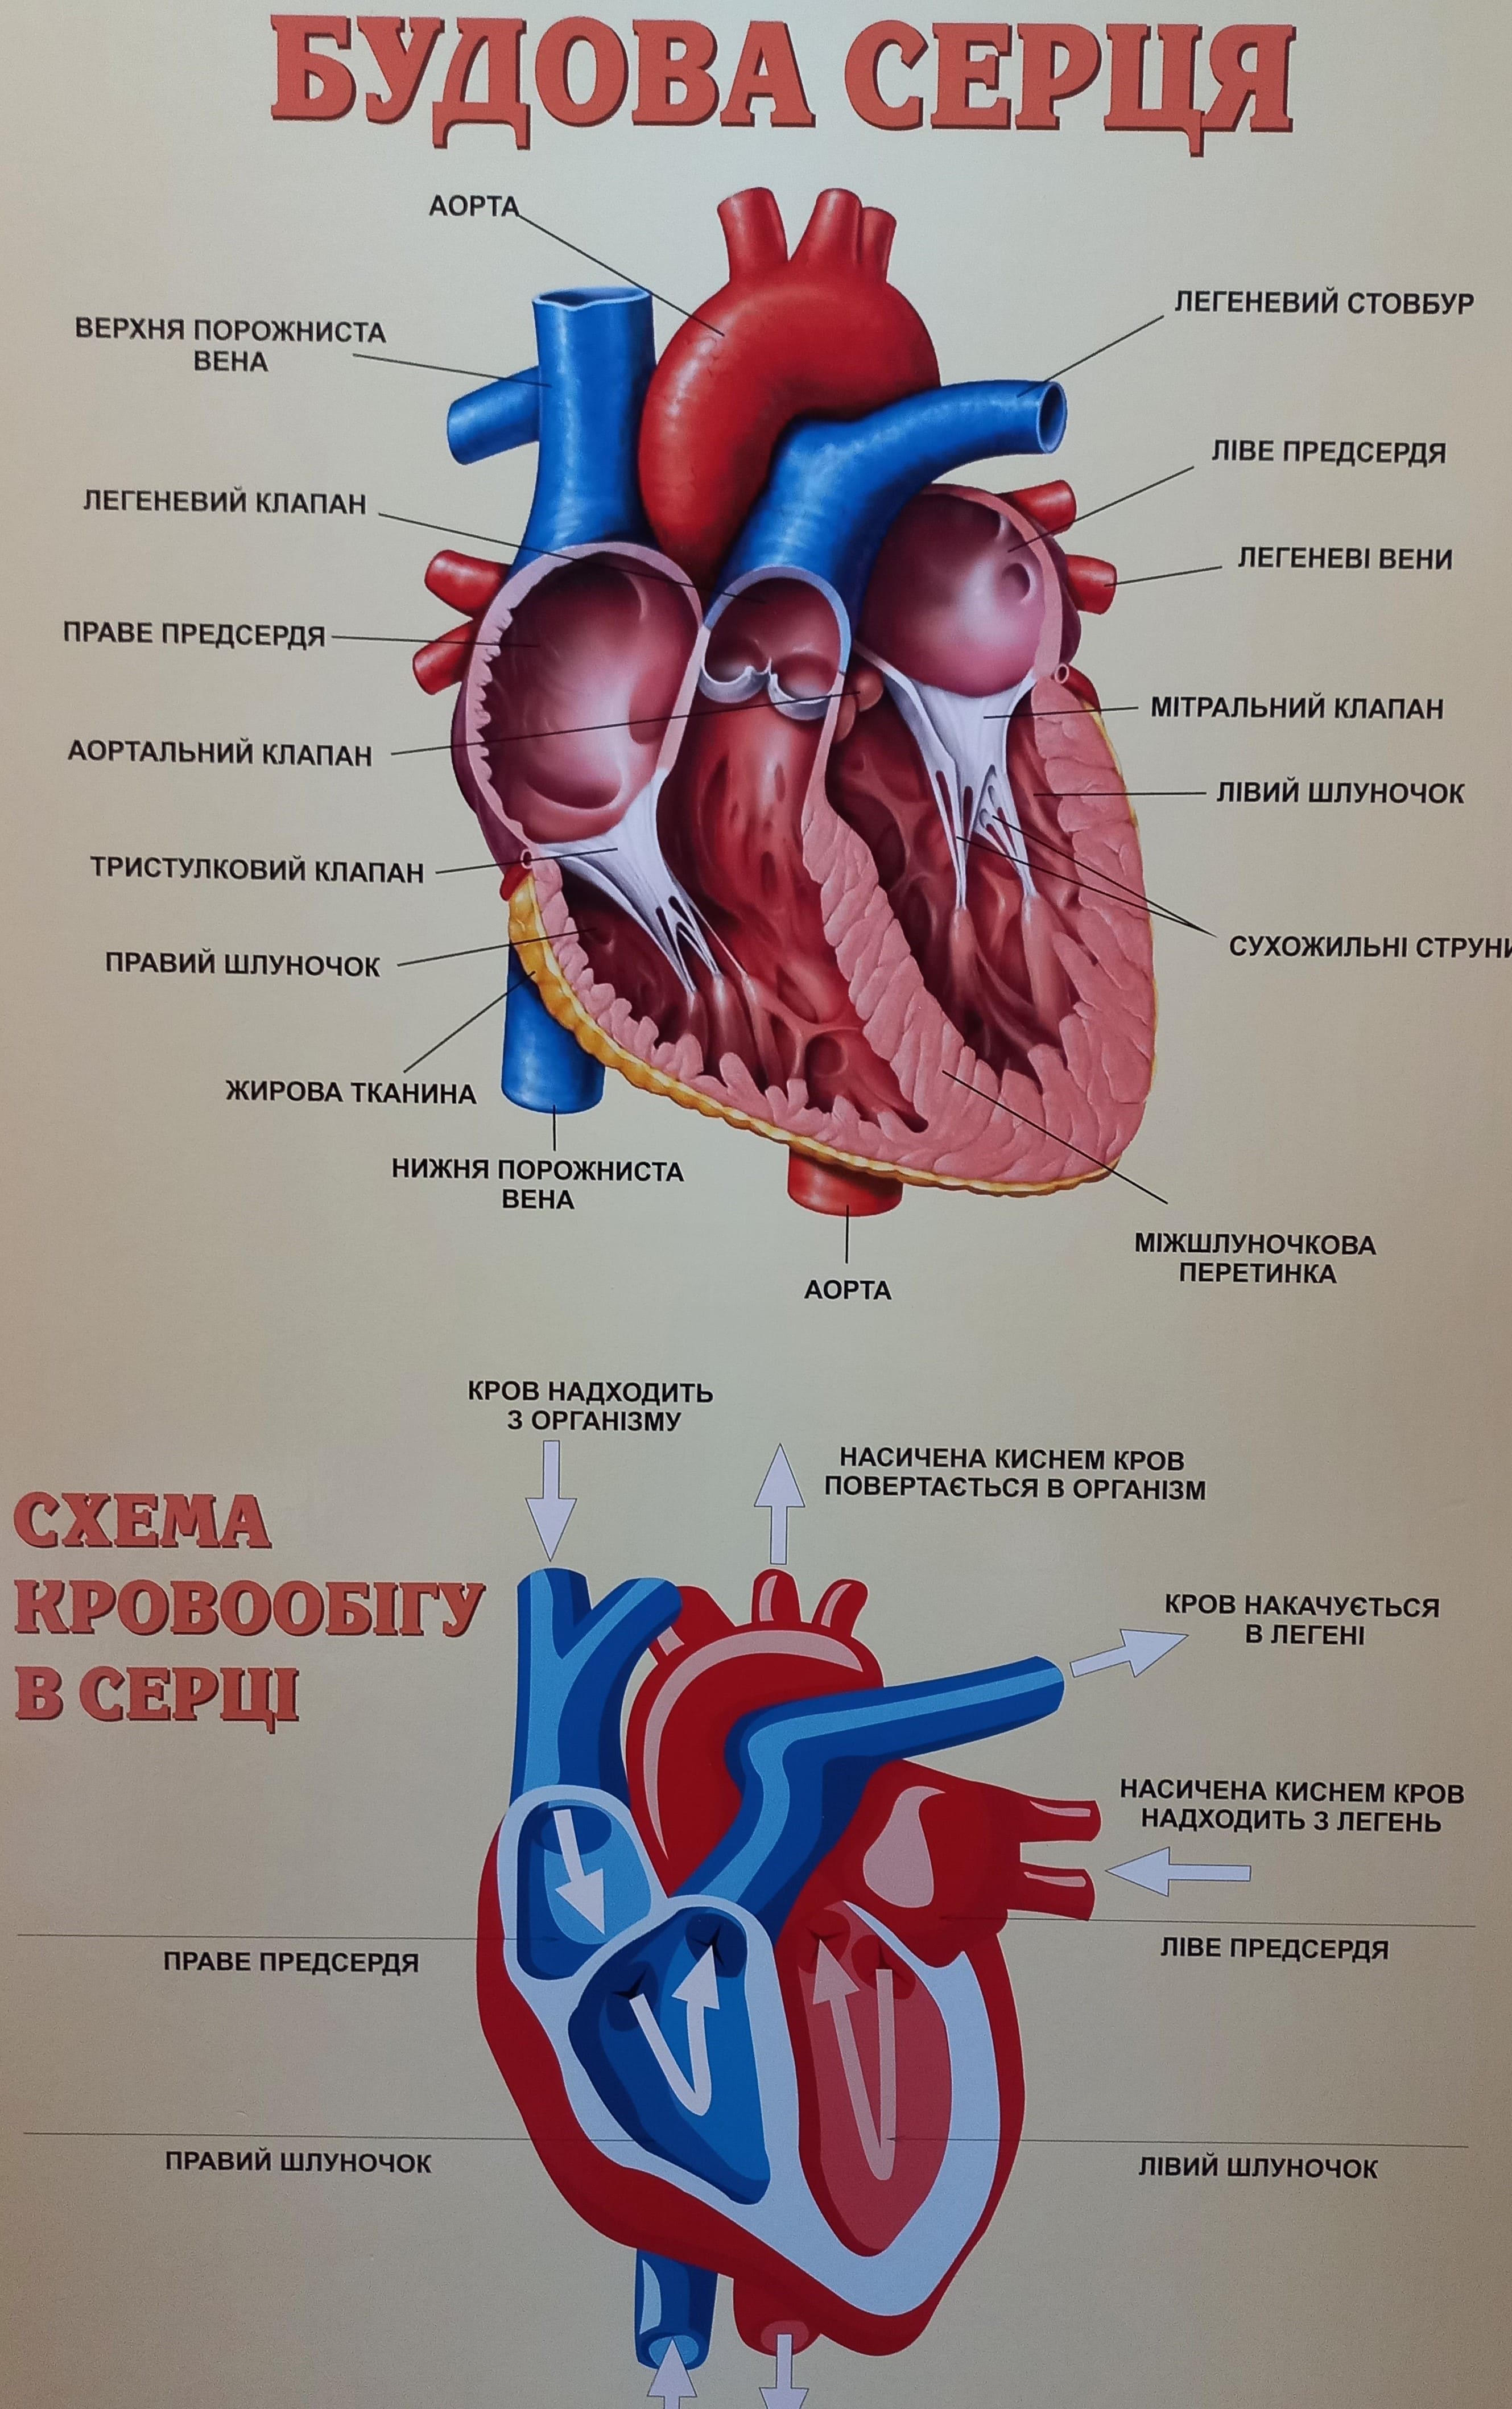 БУДОВА СЕРЦЯ
АОРТА
ЛЕГЕНЕВИЙ СТОВБУР
ВЕРХНЯ ПОРОЖНИСТА
ВЕНА
ЛІВЕ ПРЕДСЕРДЯ
ЛЕГЕНЕВИЙ КЛАПАН
ЛЕГЕНЕВІ ВЕНИ
ПРАВЕ ПРЕДСЕРДЯ
МІТРАЛЬНИЙ КЛАПАН
АОРТАЛЬНИЙ КЛАПАН
ЛІВИЙ ШЛУНОЧОК
ТРИСТУЛКОВИЙ КЛАПАН
СУХОЖИЛЬНІ СТРУНИ
ПРАВИЙ ШЛУНОЧОК
ЖИРОВА ТКАНИНА
НИЖНЯ ПОРОЖНИСТА
ВЕНА
МІЖШЛУНОЧКОВА
ПЕРЕТИНКА
АОРТА
КРОВ НАДХОДИТЬ
З ОРГАНІЗМУ
НАСИЧЕНА КИСНЕМ КРОВ
ПОВЕРТАЄТЬСЯ В ОРГАНІЗМ
СХЕМА
КРОВООБІГУ
В СЕРЦІ
КРОВ НАКАЧУЄТЬСЯ
В ЛЕГЕНІ
НАСИЧЕНА КИСНЕМ КРОВ
НАДХОДИТЬ З ЛЕГЕНЬ
ПРАВЕ ПРЕДСЕРДЯ
ЛІВЕ ПРЕДСЕРДЯ
ПРАВИЙ ШЛУНОЧОК
ЛІВИЙ ШЛУНОЧОК